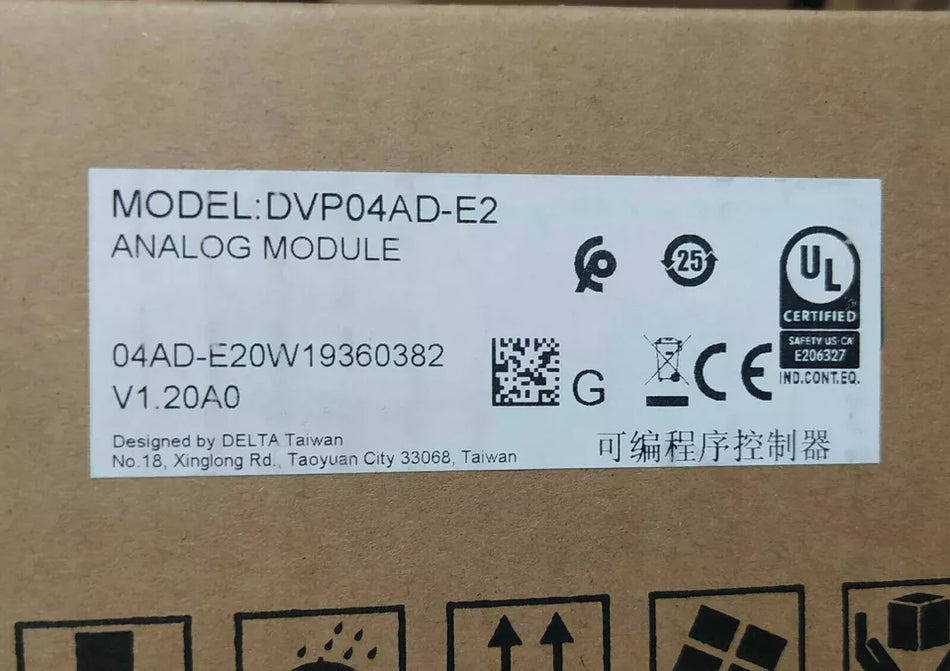 MODEL:DVP04AD-E2
ANALOG MODULE
25
UL
CERTIFIED
SAFETY US-CA
E206327
IND.CONT.EQ.
04AD-E20W19360382
V1.20A0
G
CE
Designed by DELTA Taiwan
No.18, Xinglong Rd., Taoyuan City 33068, Taiwan
可编程序控制器